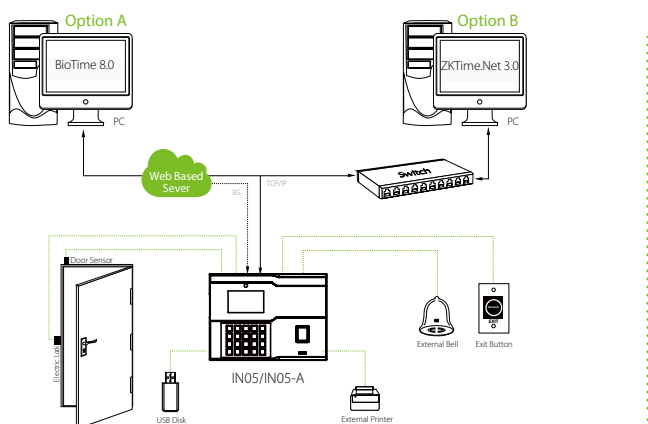 Option A
Option B
BioTime 8.0
ZKTime.Net 3.0
PC
PC
Web Based
Sever
Switch
3G
TCP/IP
Door Sensor
Electric Lock
IN05/IN05-A
External Bell
Exit Button
EXIT
USB Disk
External Printer